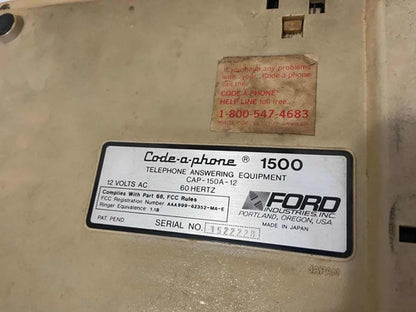 If you have any problems
with your Code-a-phone
CODE-A-PHONE
HELP LINE toll free...
1-800-547-4683
Code-a-phone ® 1500
TELEPHONE ANSWERING EQUIPMENT
CAP-150A-12
12 VOLTS AC 60 HERTZ
Complies With Part 68, FCC Rules
FCC Registration Number AAA999-62352-MA-E
Ringer Equivalence 1.1B
PAT. PEND
SERIAL NO. 1522228
FORD
INDUSTRIES, INC.
PORTLAND, OREGON, USA
MADE IN JAPAN
JAPAN